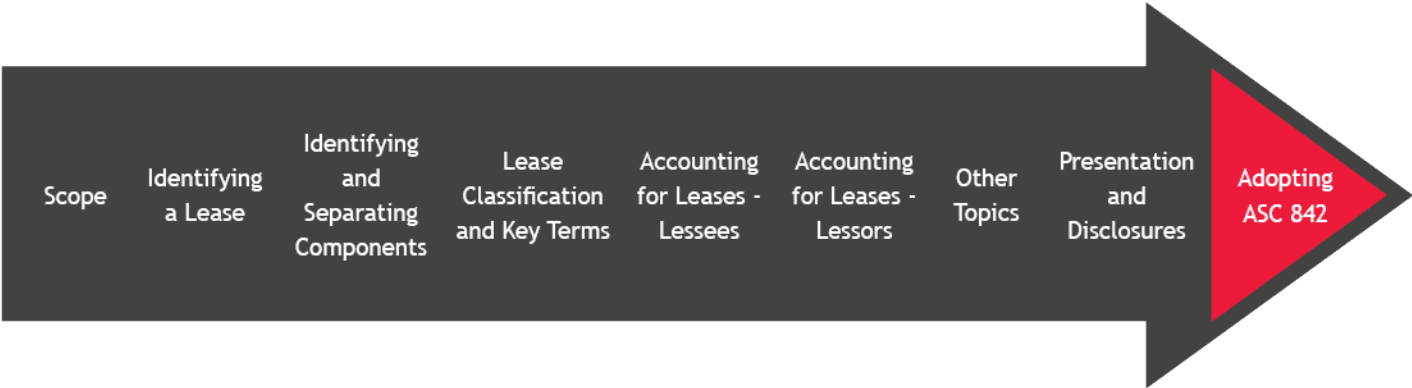 Scope
Identifying
a Lease
Identifying
and
Separating
Components
Lease
Classification
and Key Terms
Accounting
for Leases -
Lessees
Accounting
for Leases -
Lessors
Other
Topics
Presentation
and
Disclosures
Adopting
ASC 842